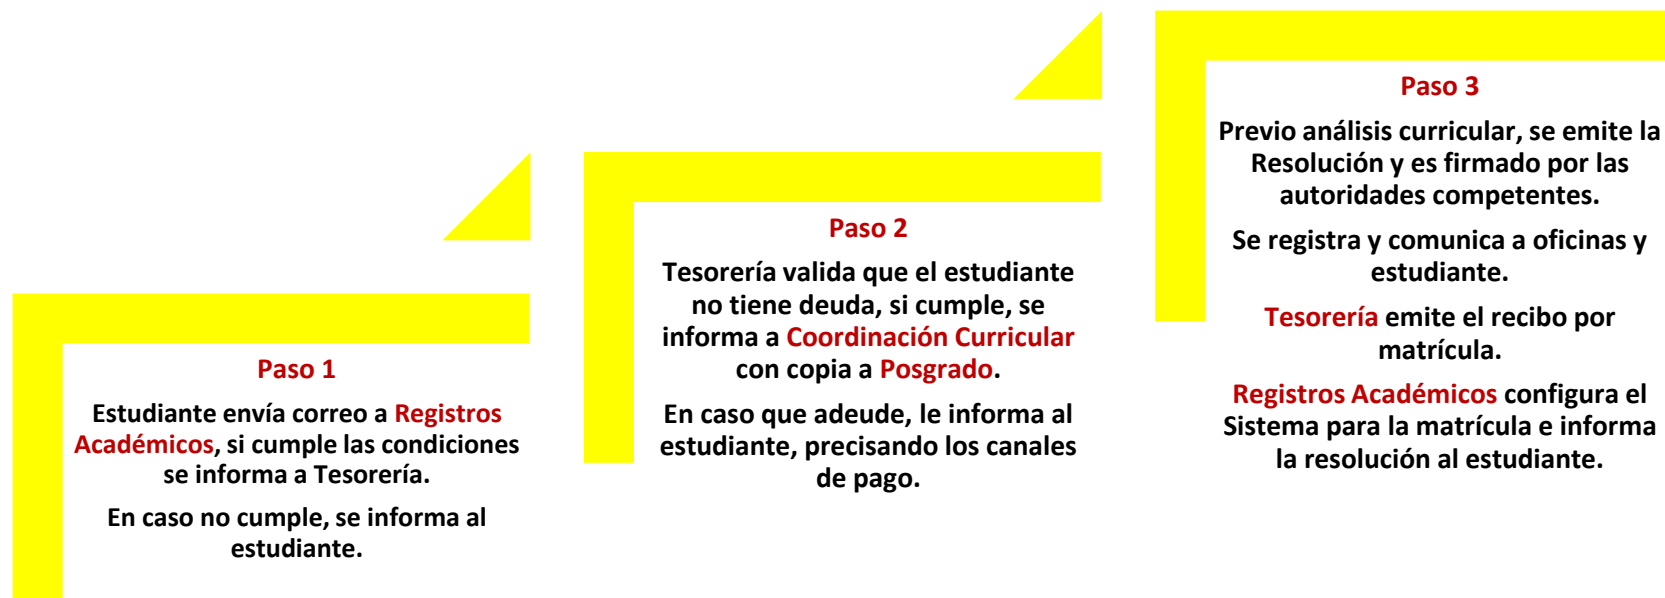 Paso 1
Estudiante envía correo a Registros
Académicos, si cumple las condiciones
se informa a Tesorería.
En caso no cumple, se informa al
estudiante.
Paso 2
Tesorería valida que el estudiante
no tiene deuda, si cumple, se
informa a Coordinación Curricular
con copia a Posgrado.
En caso que adeude, le informa al
estudiante, precisando los canales
de pago.
Paso 3
Previo análisis curricular, se emite la
Resolución y es firmado por las
autoridades competentes.
Se registra y comunica a oficinas y
estudiante.
Tesorería emite el recibo por
matrícula.
Registros Académicos configura el
Sistema para la matrícula e informa
la resolución al estudiante.